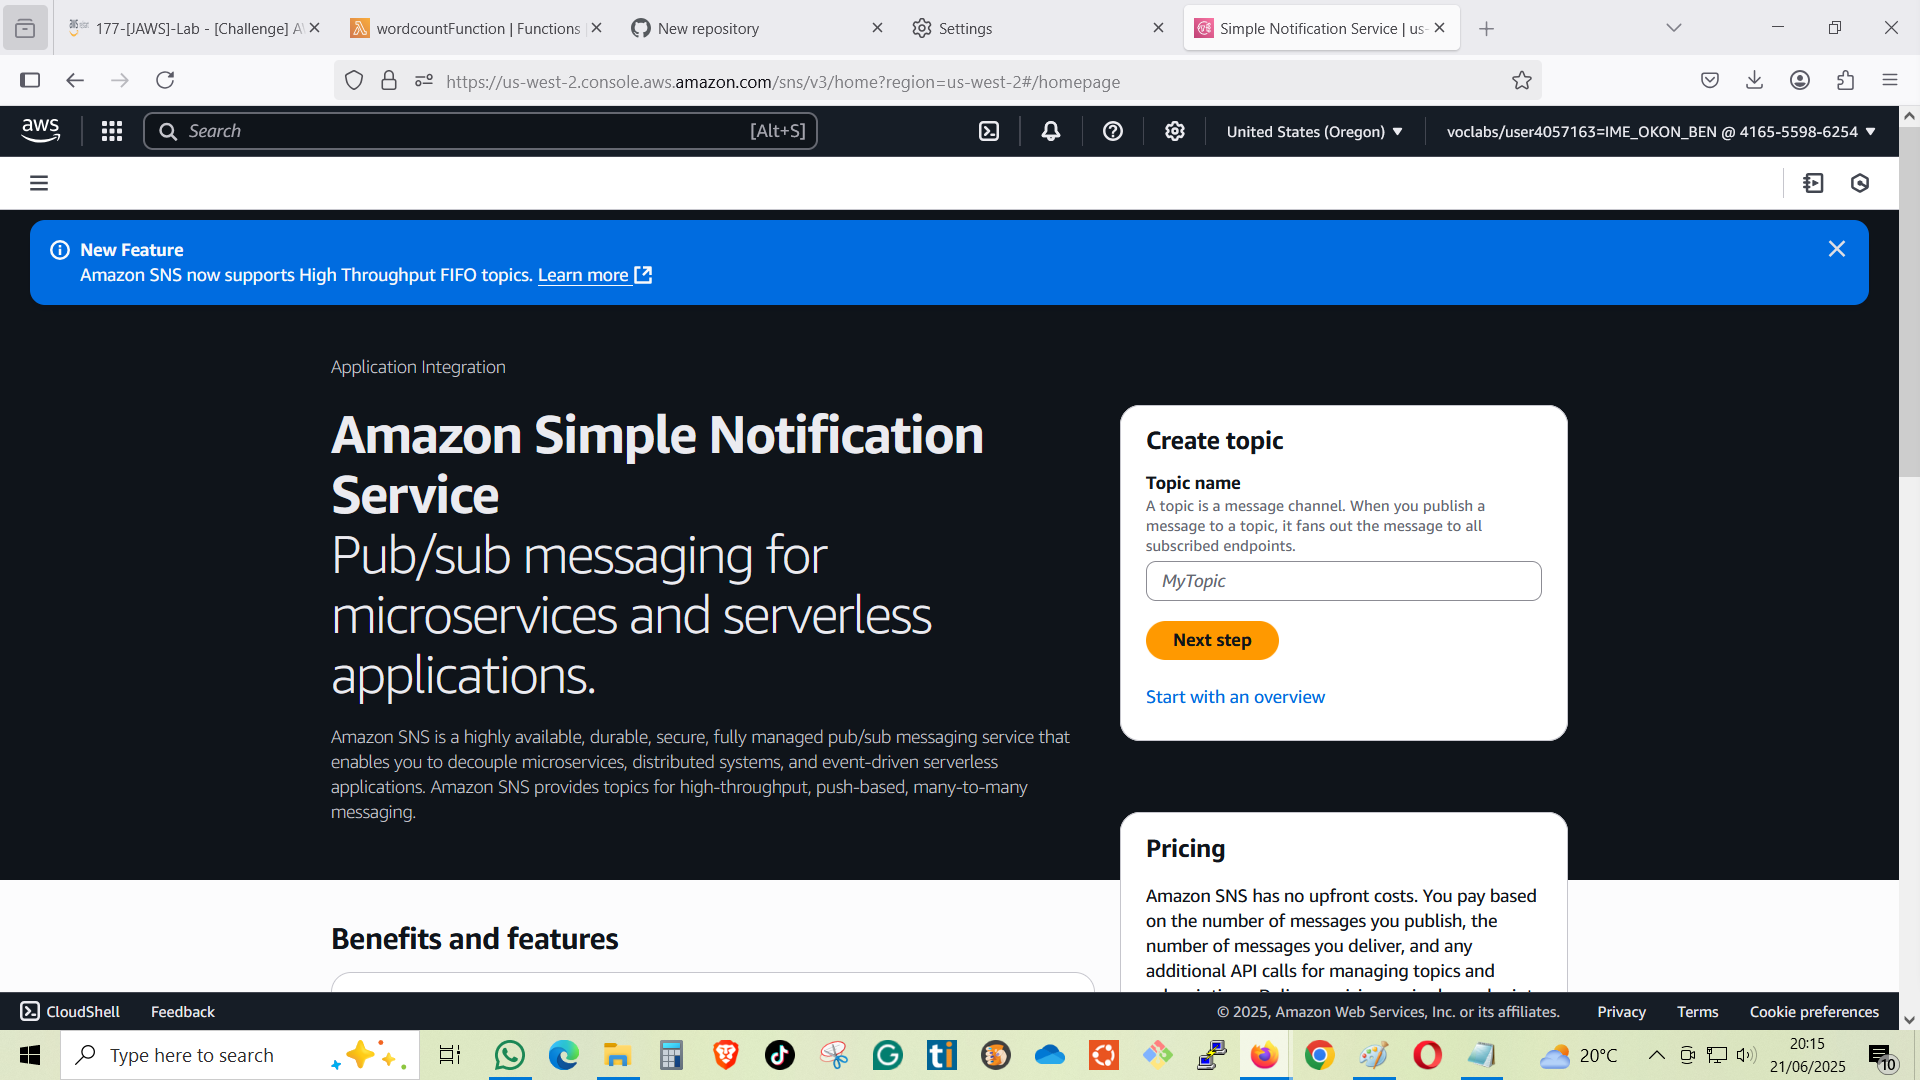 177-[JAWS]-Lab - [Challenge] A
wordcountFunction | Functions
New repository
Settings
Simple Notification Service | us-
https://us-west-2.console.aws.amazon.com/sns/v3/home?region=us-west-2#/homepage
aws
Search
[Alt+S]
United States (Oregon)
voclabs/user4057163=IME_OKON_BEN @ 4165-5598-6254
New Feature
Amazon SNS now supports High Throughput FIFO topics. Learn more
Application Integration
Amazon Simple Notification
Service
Pub/sub messaging for
microservices and serverless
applications.
Amazon SNS is a highly available, durable, secure, fully managed pub/sub messaging service that
enables you to decouple microservices, distributed systems, and event-driven serverless
applications. Amazon SNS provides topics for high-throughput, push-based, many-to-many
messaging.
Create topic
Topic name
A topic is a message channel. When you publish a
message to a topic, it fans out the message to all
subscribed endpoints.
MyTopic
Next step
Start with an overview
Pricing
Amazon SNS has no upfront costs. You pay based
on the number of messages you publish, the
number of messages you deliver, and any
additional API calls for managing topics and
Benefits and features
CloudShell
Feedback
© 2025, Amazon Web Services, Inc. or its affiliates.
Privacy
Terms
Cookie preferences
Type here to search
20°C
20:15
21/06/2025
10